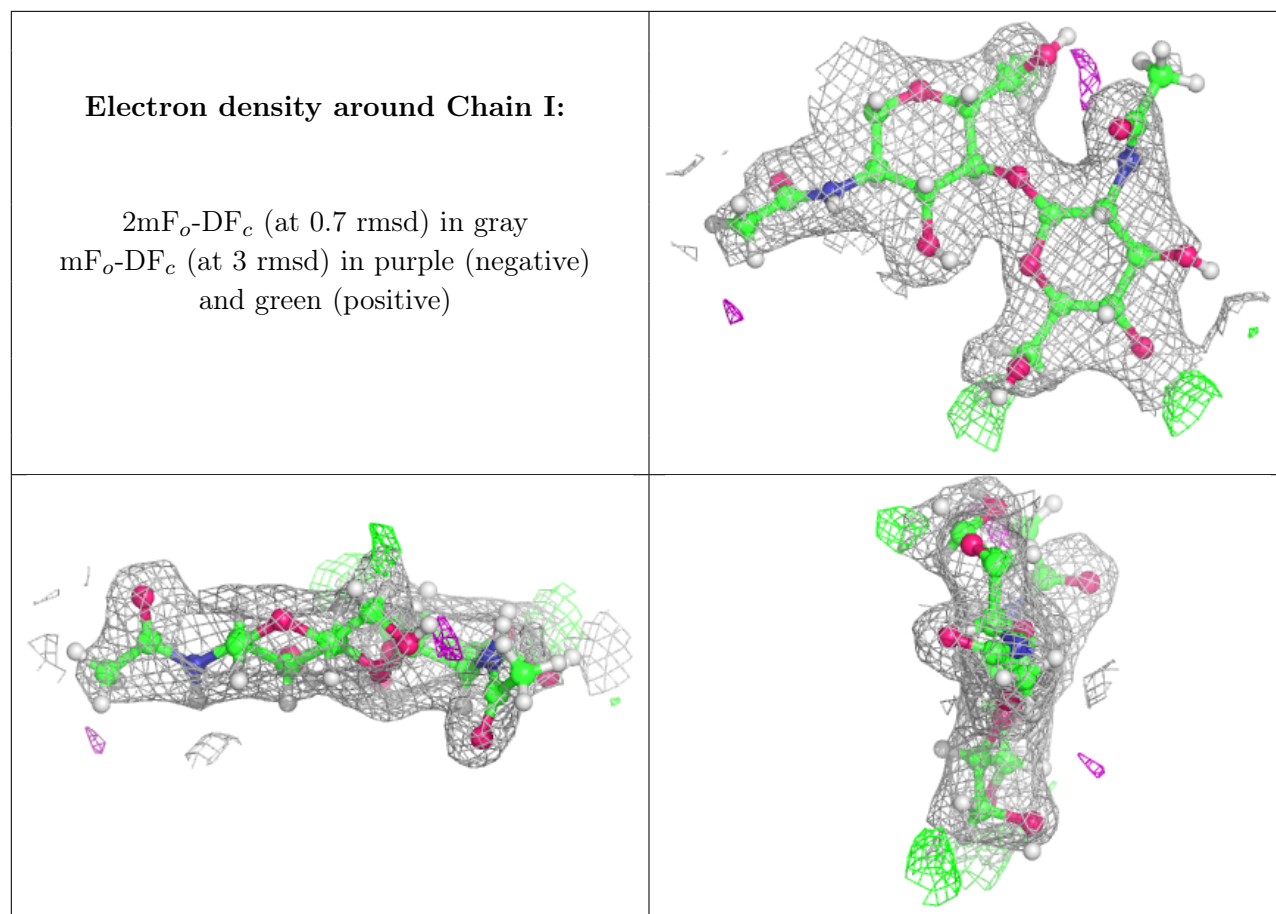 Electron density around Chain I:
2mFo-DFc (at 0.7 rmsd) in gray
mFo-DFc (at 3 rmsd) in purple (negative)
and green (positive)